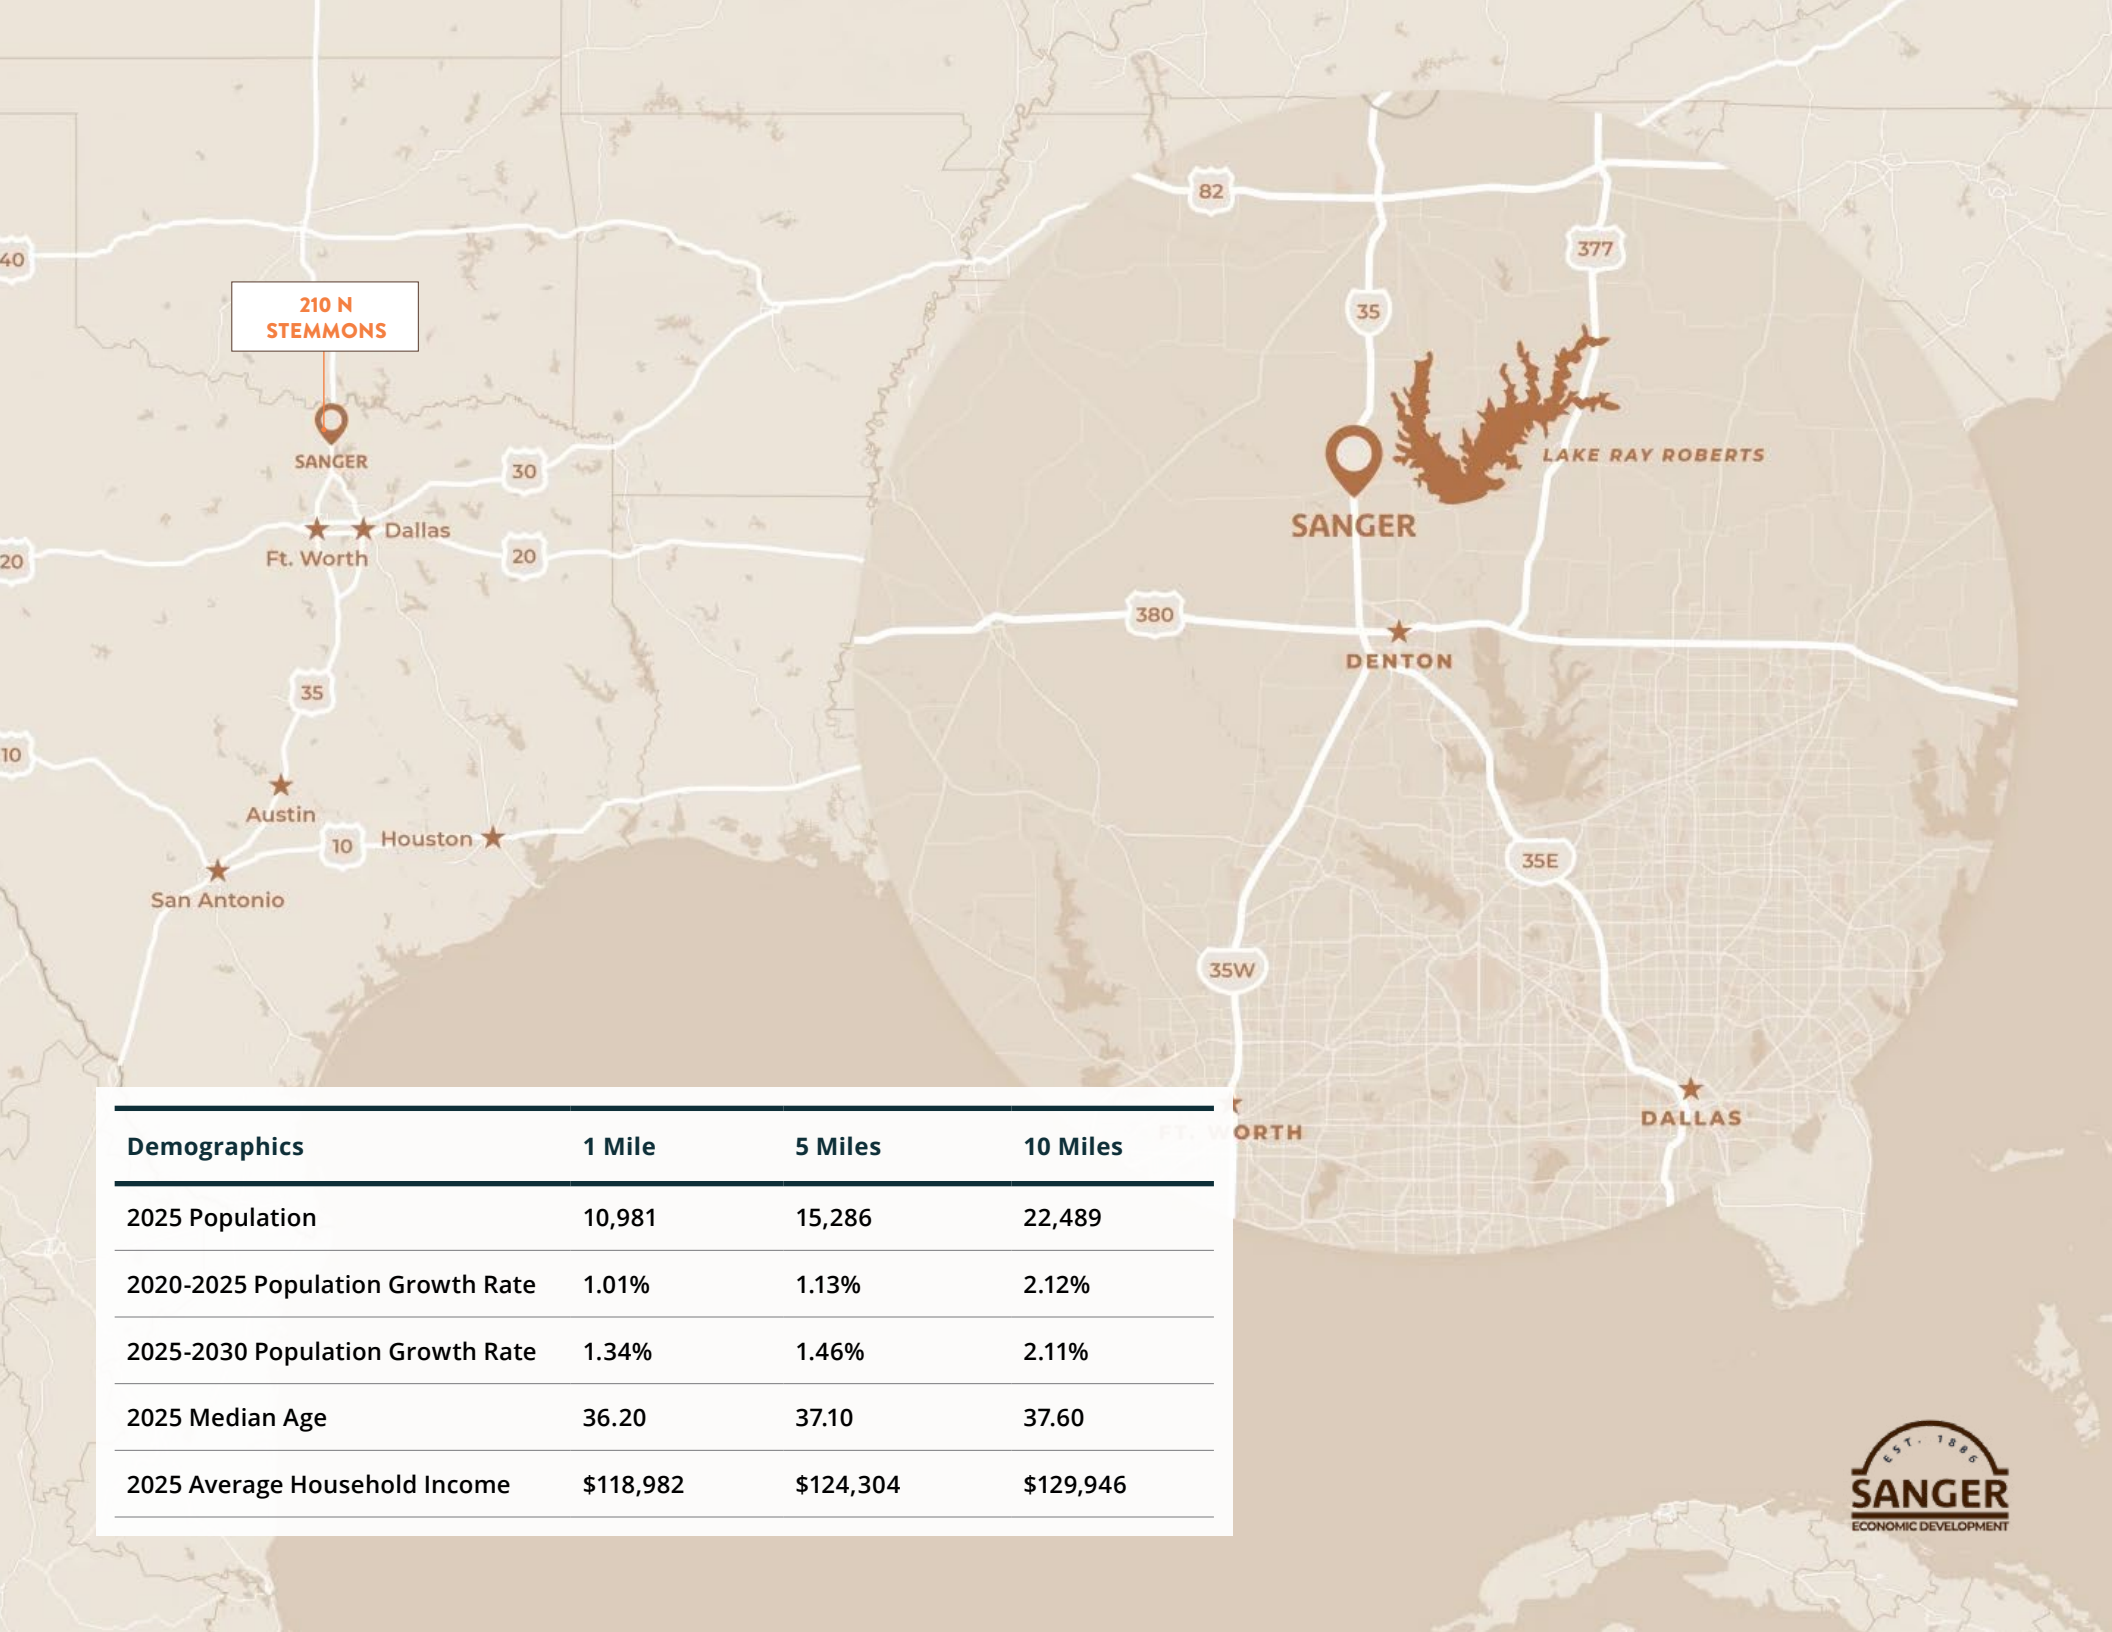 82
377
40
35
210 N
STEMMONS
LAKE RAY ROBERTS
SANGER
30
SANGER
Dallas
20
20
Ft. Worth
380
DENTON
35
10
Austin
10
Houston
35E
San Antonio
35W
DALLAS
FT. WORTH
Demographics 1 Mile 5 Miles 10 Miles
2025 Population 10,981 15,286 22,489
2020-2025 Population Growth Rate 1.01% 1.13% 2.12%
2025-2030 Population Growth Rate 1.34% 1.46% 2.11%
2025 Median Age 36.20 37.10 37.60
2025 Average Household Income $118,982 $124,304 $129,946
EST. 1886
SANGER
ECONOMIC DEVELOPMENT